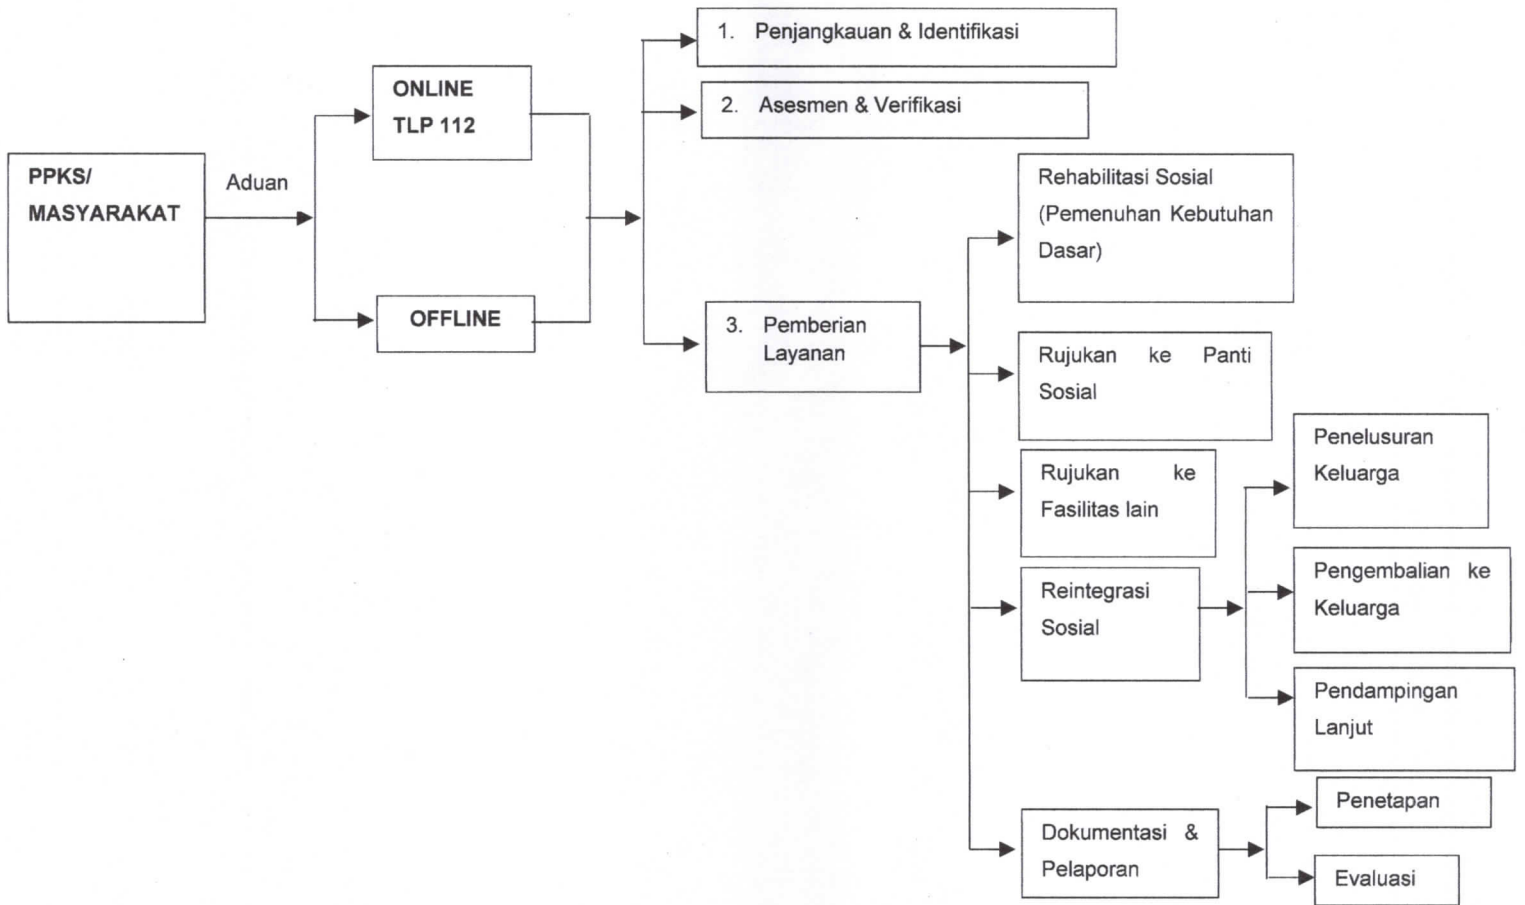 PPKS/
MASYARAKAT
Aduan
ONLINE
TLP 112
OFFLINE
1. Penjangkauan & Identifikasi
2. Asesmen & Verifikasi
3. Pemberian
Layanan
Rehabilitasi Sosial
(Pemenuhan Kebutuhan
Dasar)
Rujukan ke Panti
Sosial
Rujukan ke
Fasilitas lain
Reintegrasi
Sosial
Penelusuran
Keluarga
Pengembalian ke
Keluarga
Pendampingan
Lanjut
Dokumentasi &
Pelaporan
Penetapan
Evaluasi